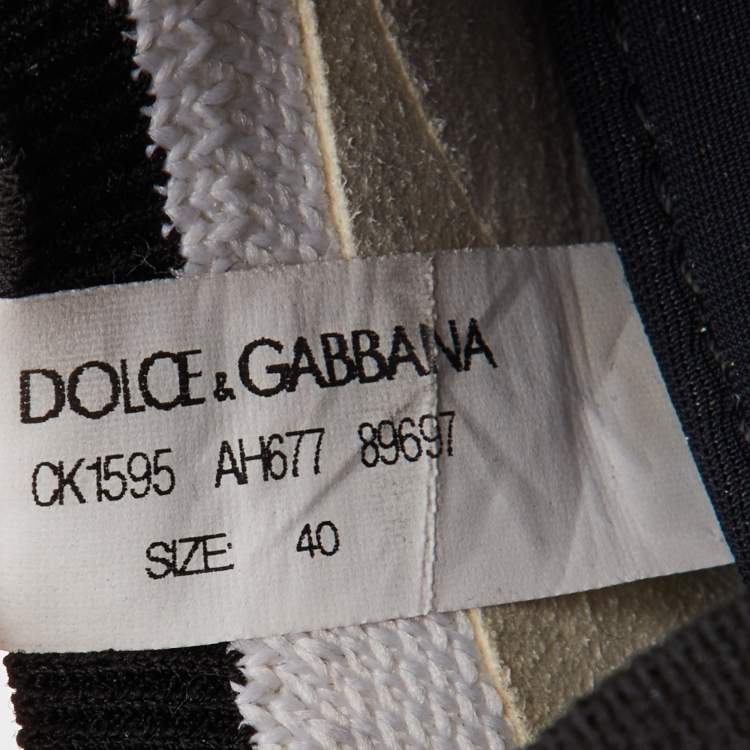 DOLCE & GABBANA
CK1595 AH677 89697
SIZE: 40